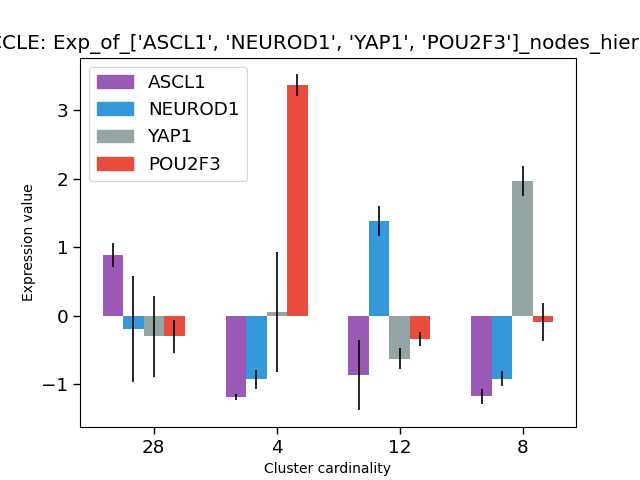 CCLE: Exp_of_['ASCL1', 'NEUROD1', 'YAP1', 'POU2F3']_nodes_hier
ASCL1
NEUROD1
YAP1
POU2F3
3
2
1
0
−1
Expression value
28
4
12
8
Cluster cardinality